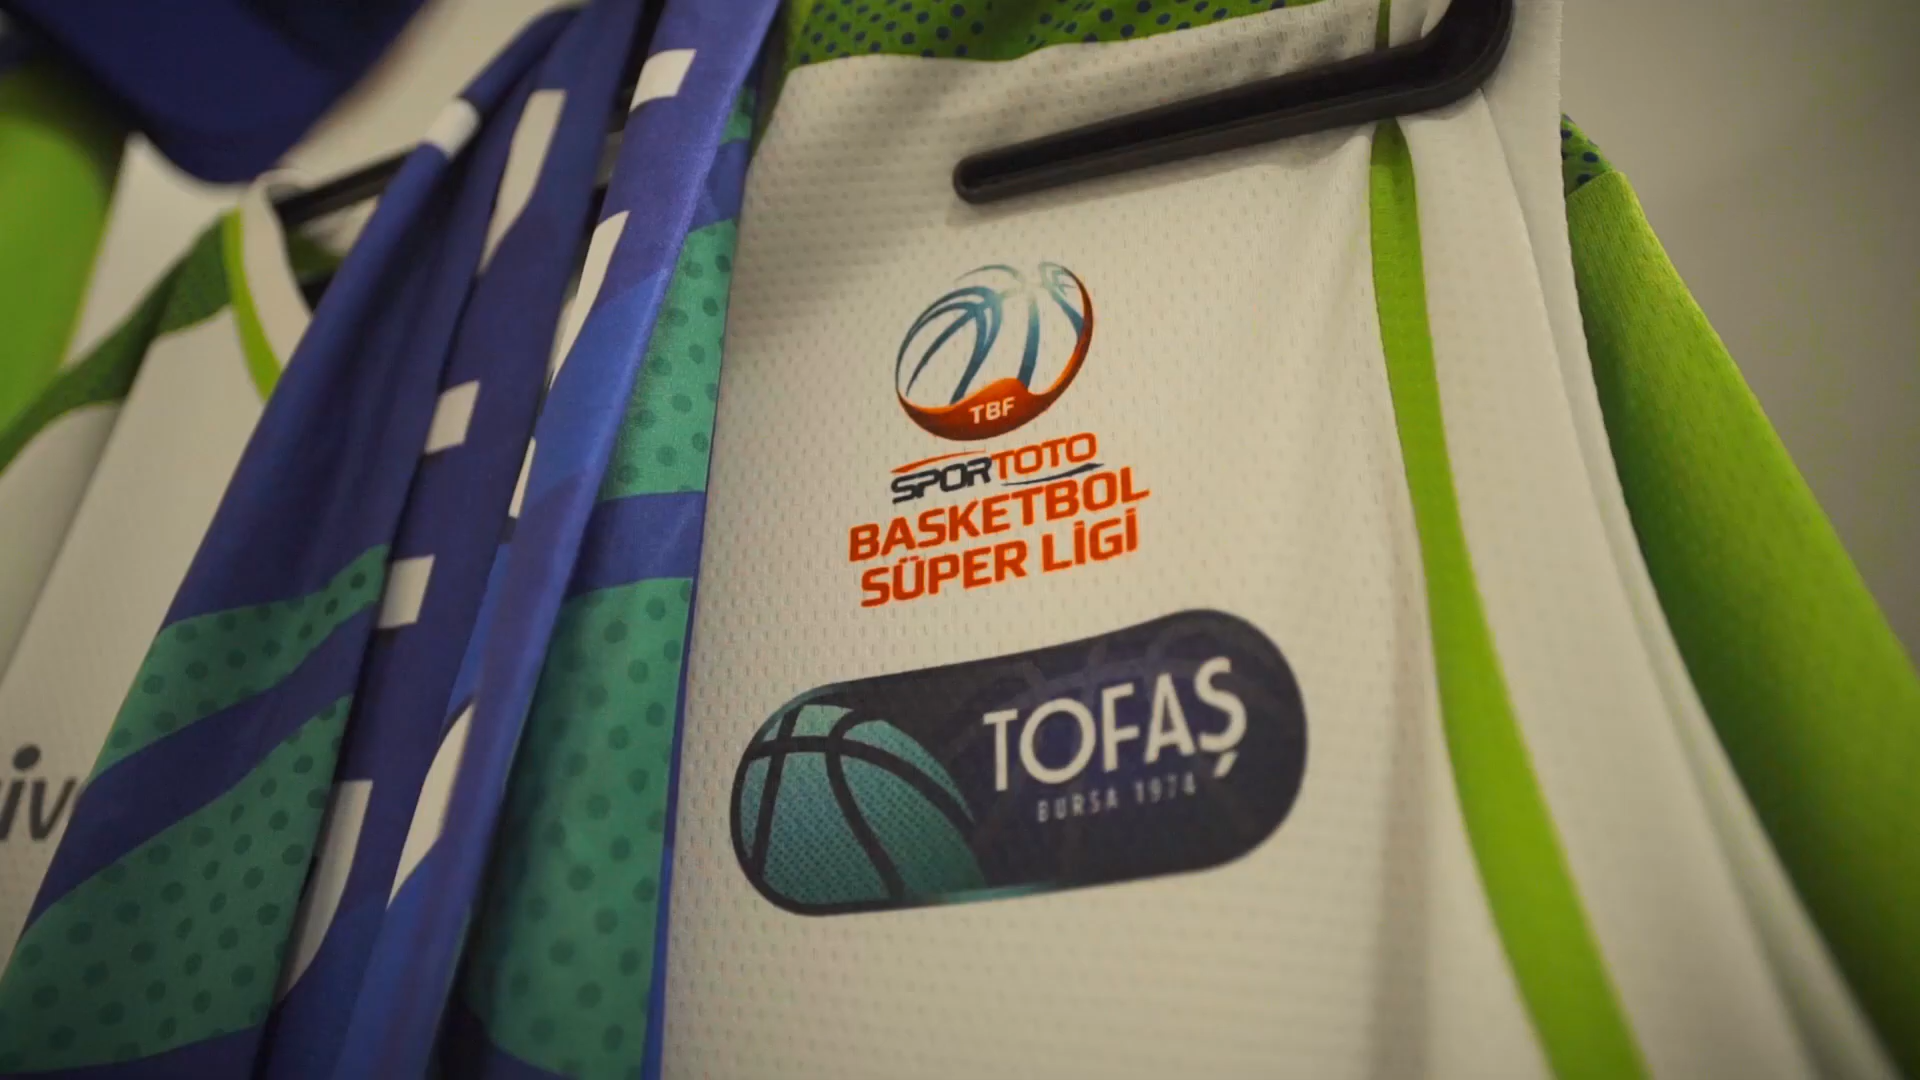 TBF
SPORTOTO
BASKETBOL
SÜPER LİGİ
TOFAŞ
BURSA 1974